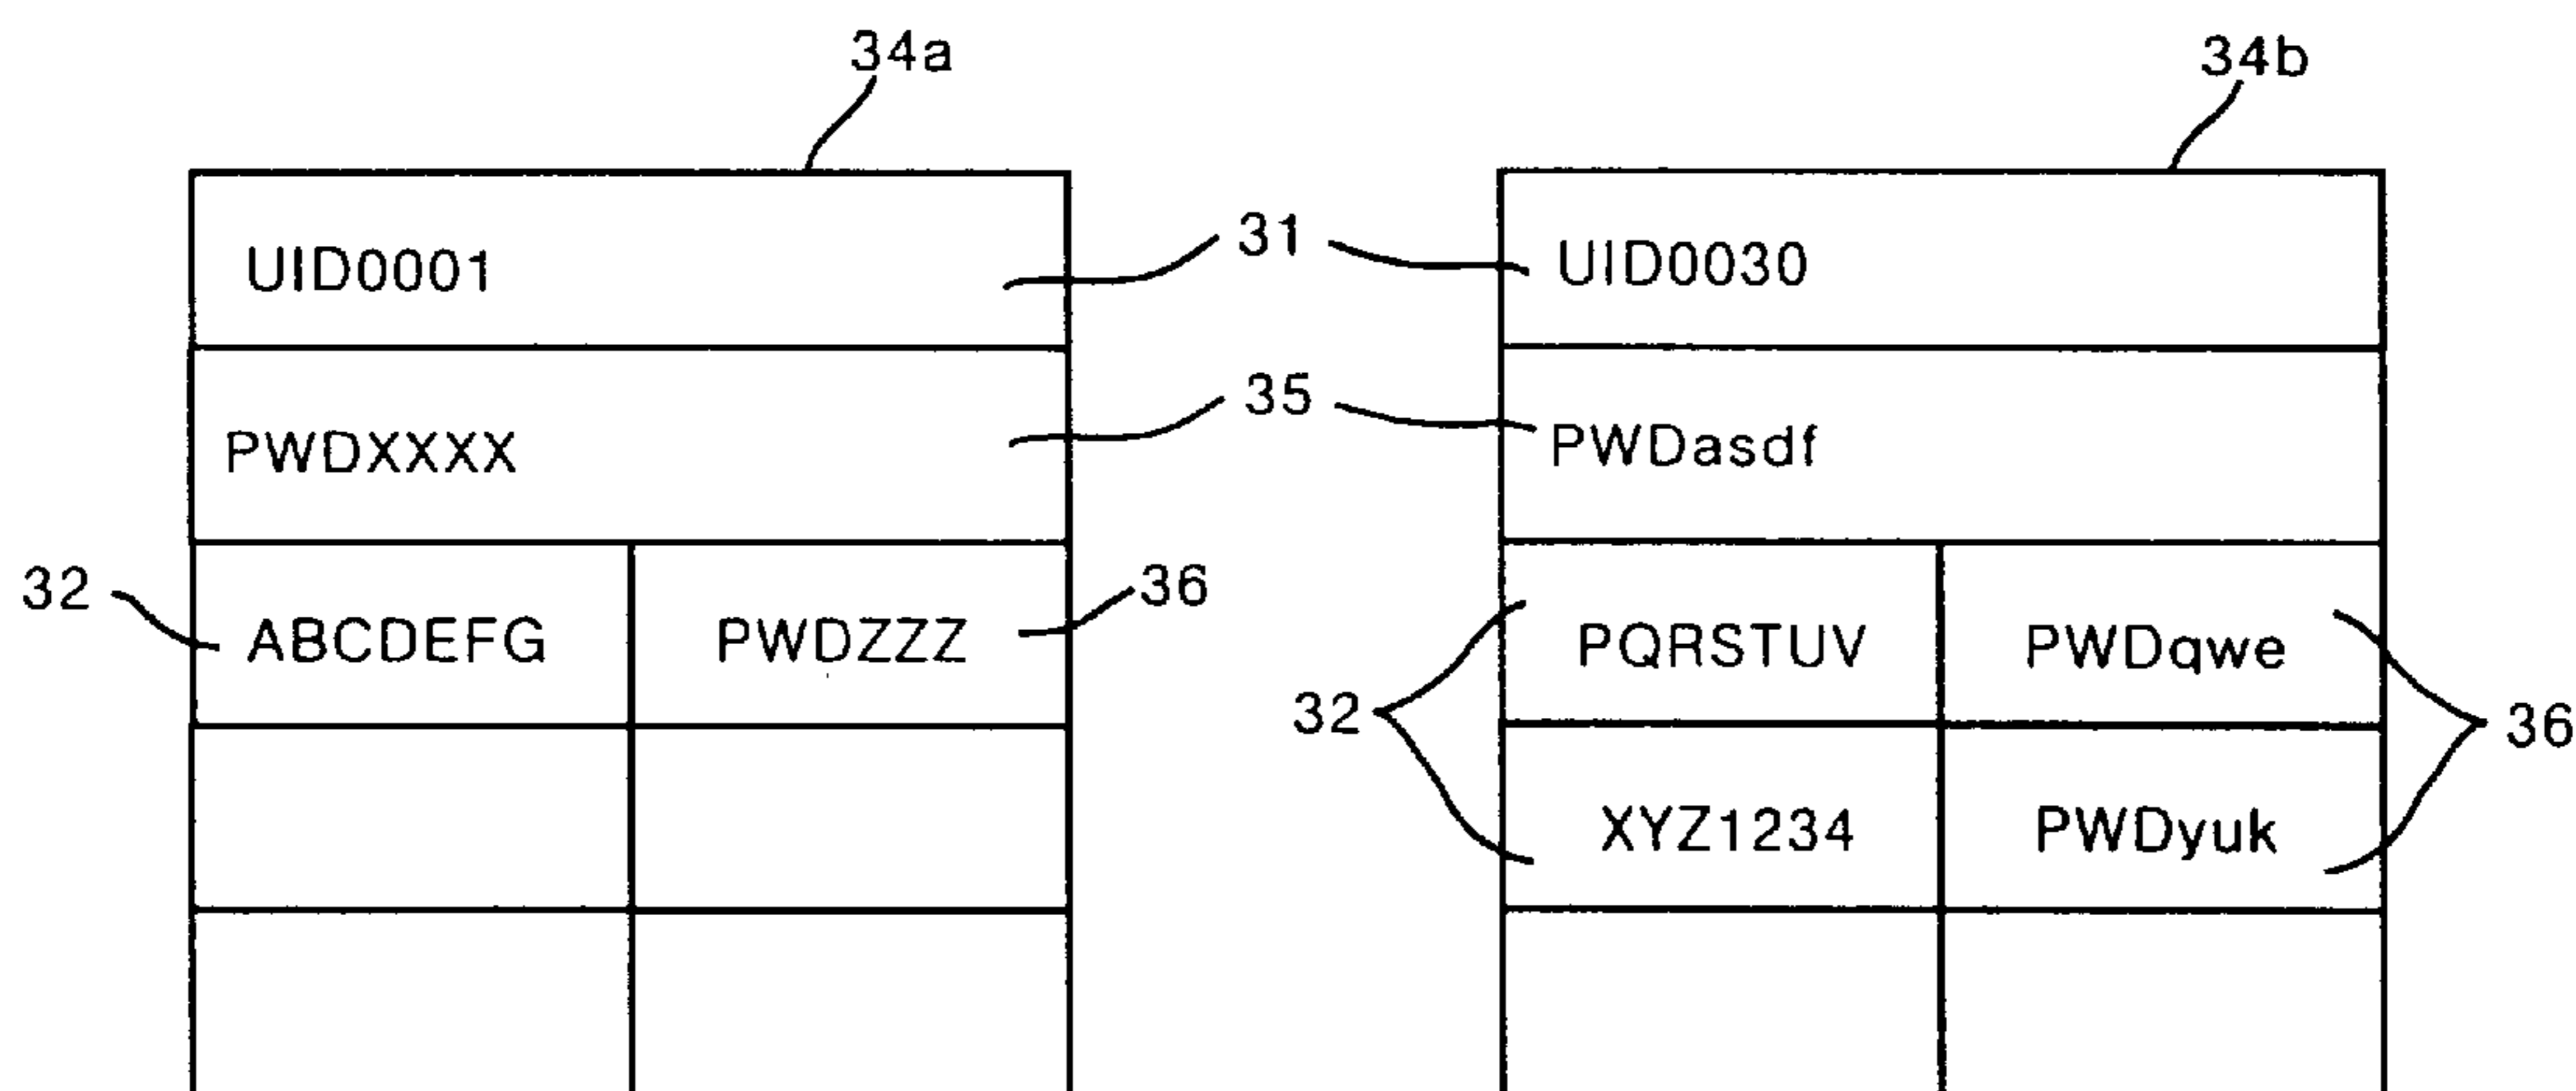 34a 34b
UID0001 31 UID0030
PWDXXXX 35 PWDasdf
32 ABCDEFG PWDZZZ 36 PQRSTUV PWDqwe
32 36
XYZ1234 PWDyuk